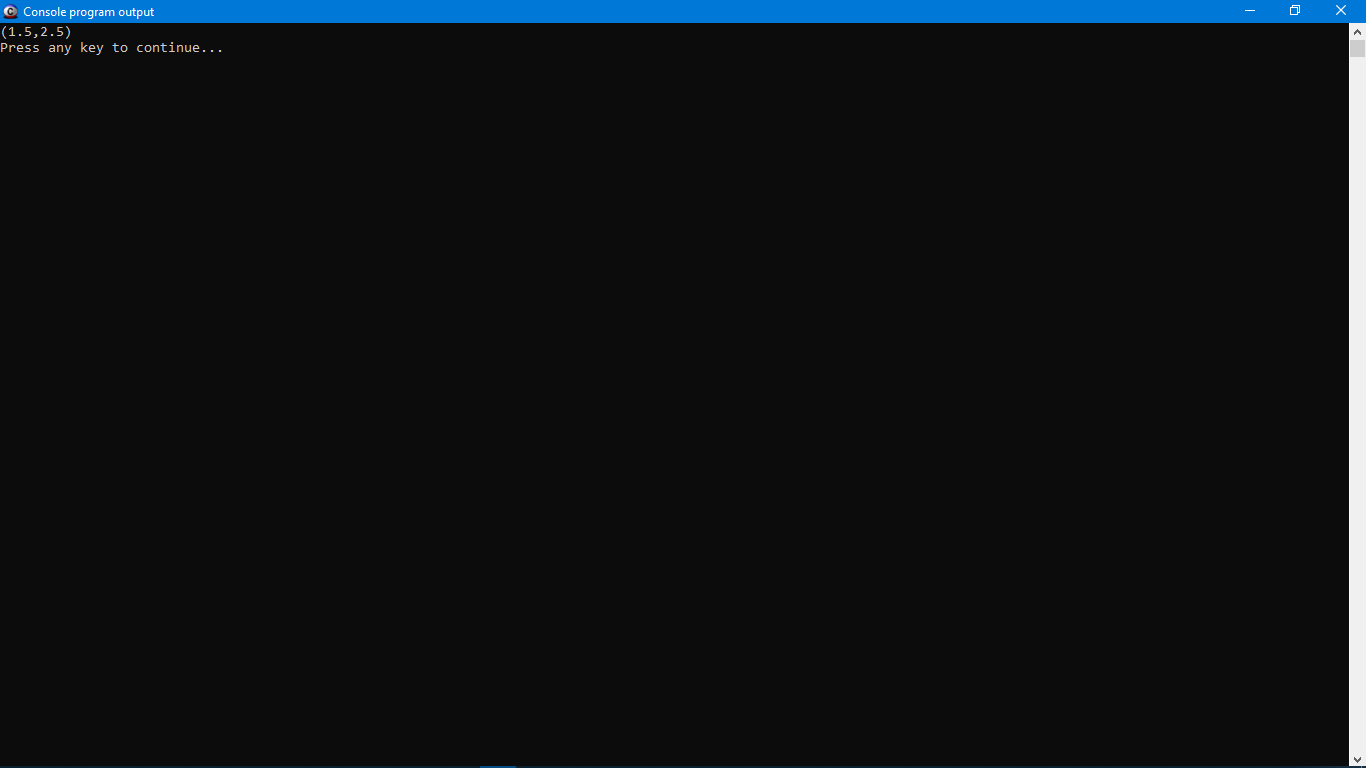 Console program output
(1.5,2.5)
Press any key to continue...